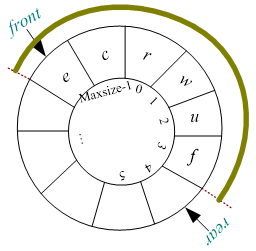 front
e c r w u f
Maxsize-1 0 1 2 3 4 5 ...
rear